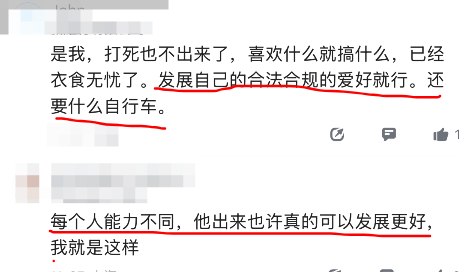 是我，打死也不出来了，喜欢什么就搞什么，已经
衣食无忧了。发展自己的合法合规的爱好就行。还
要什么自行车。
1
每个人能力不同，他出来也许真的可以发展更好，
我就是这样